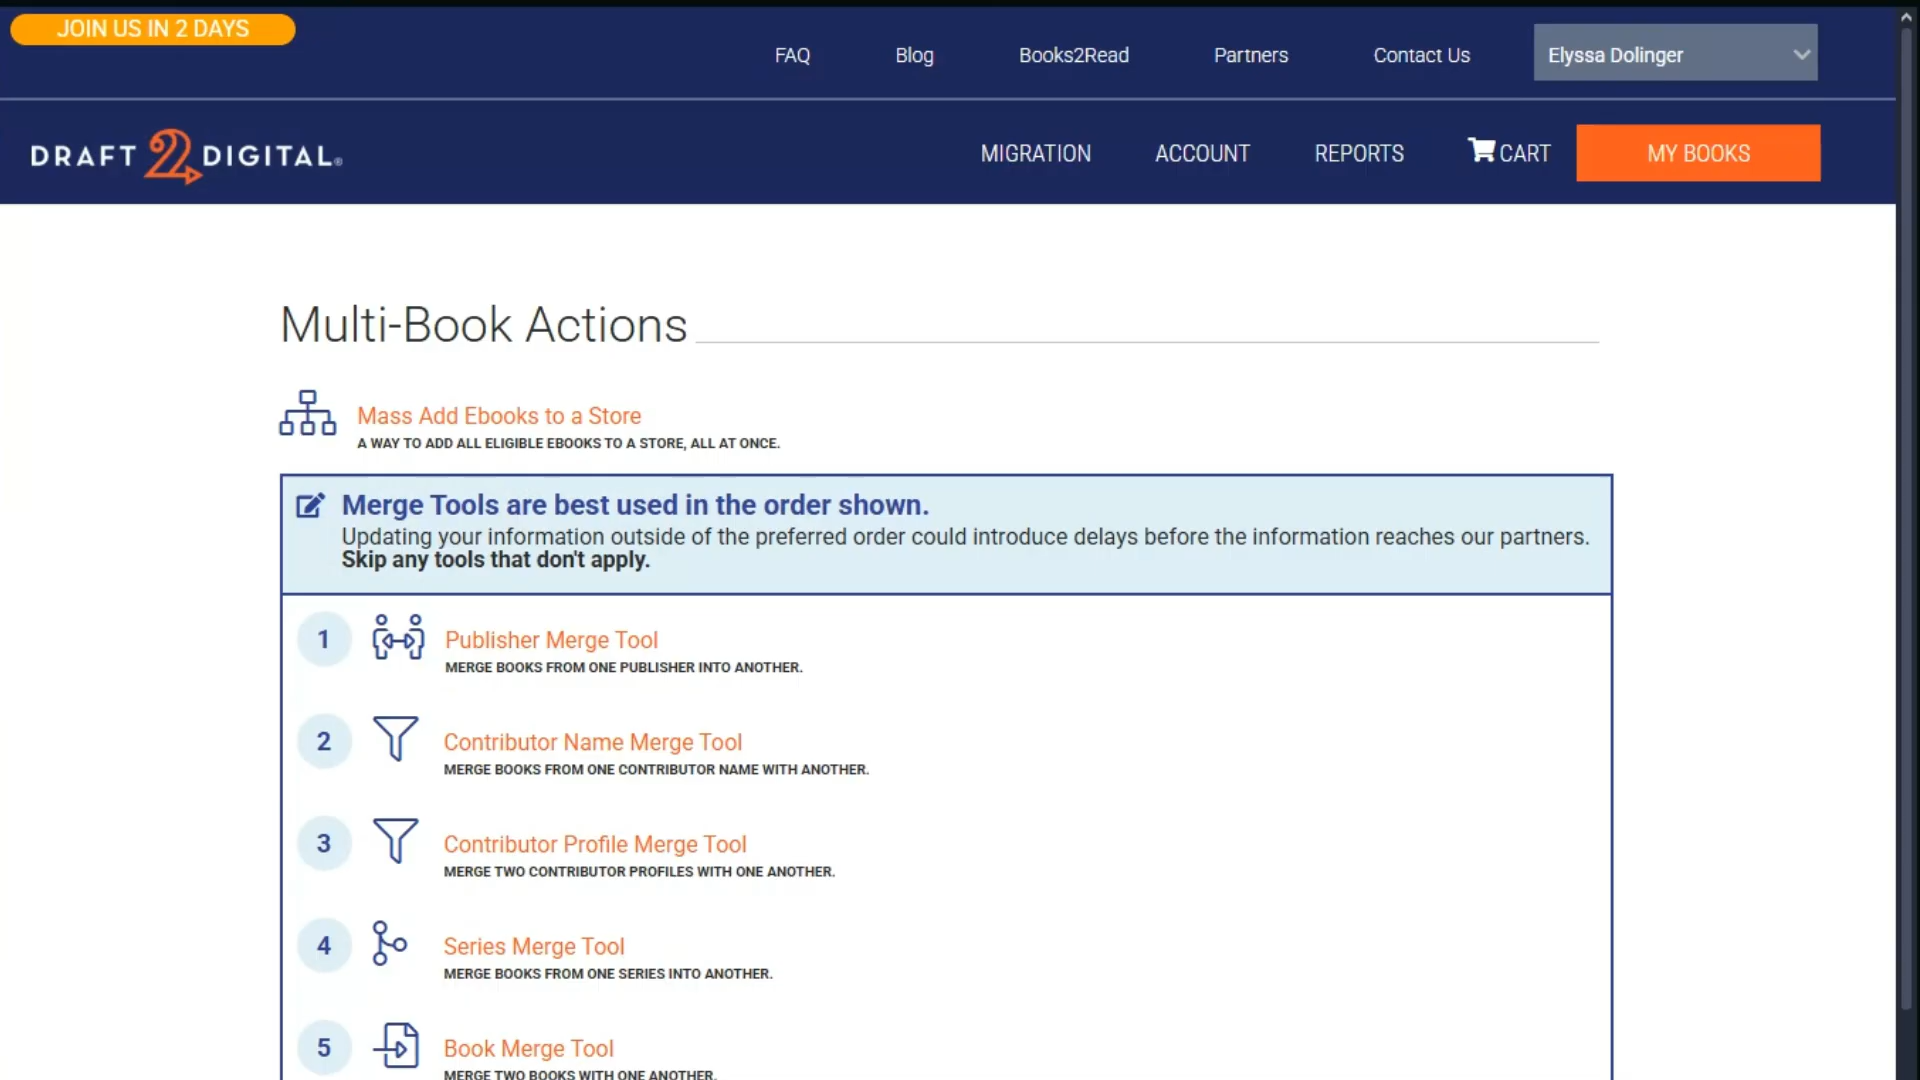 JOIN US IN 2 DAYS
FAQ Blog Books2Read Partners Contact Us Elyssa Dolinger
DRAFT 2 DIGITAL® MIGRATION ACCOUNT REPORTS CART MY BOOKS
Multi-Book Actions
Mass Add Ebooks to a Store
A WAY TO ADD ALL ELIGIBLE EBOOKS TO A STORE, ALL AT ONCE.
Merge Tools are best used in the order shown.
Updating your information outside of the preferred order could introduce delays before the information reaches our partners.
Skip any tools that don't apply.
1 Publisher Merge Tool
MERGE BOOKS FROM ONE PUBLISHER INTO ANOTHER.
2 Contributor Name Merge Tool
MERGE BOOKS FROM ONE CONTRIBUTOR NAME WITH ANOTHER.
3 Contributor Profile Merge Tool
MERGE TWO CONTRIBUTOR PROFILES WITH ONE ANOTHER.
4 Series Merge Tool
MERGE BOOKS FROM ONE SERIES INTO ANOTHER.
5 Book Merge Tool
MERGE TWO BOOKS WITH ONE ANOTHER.